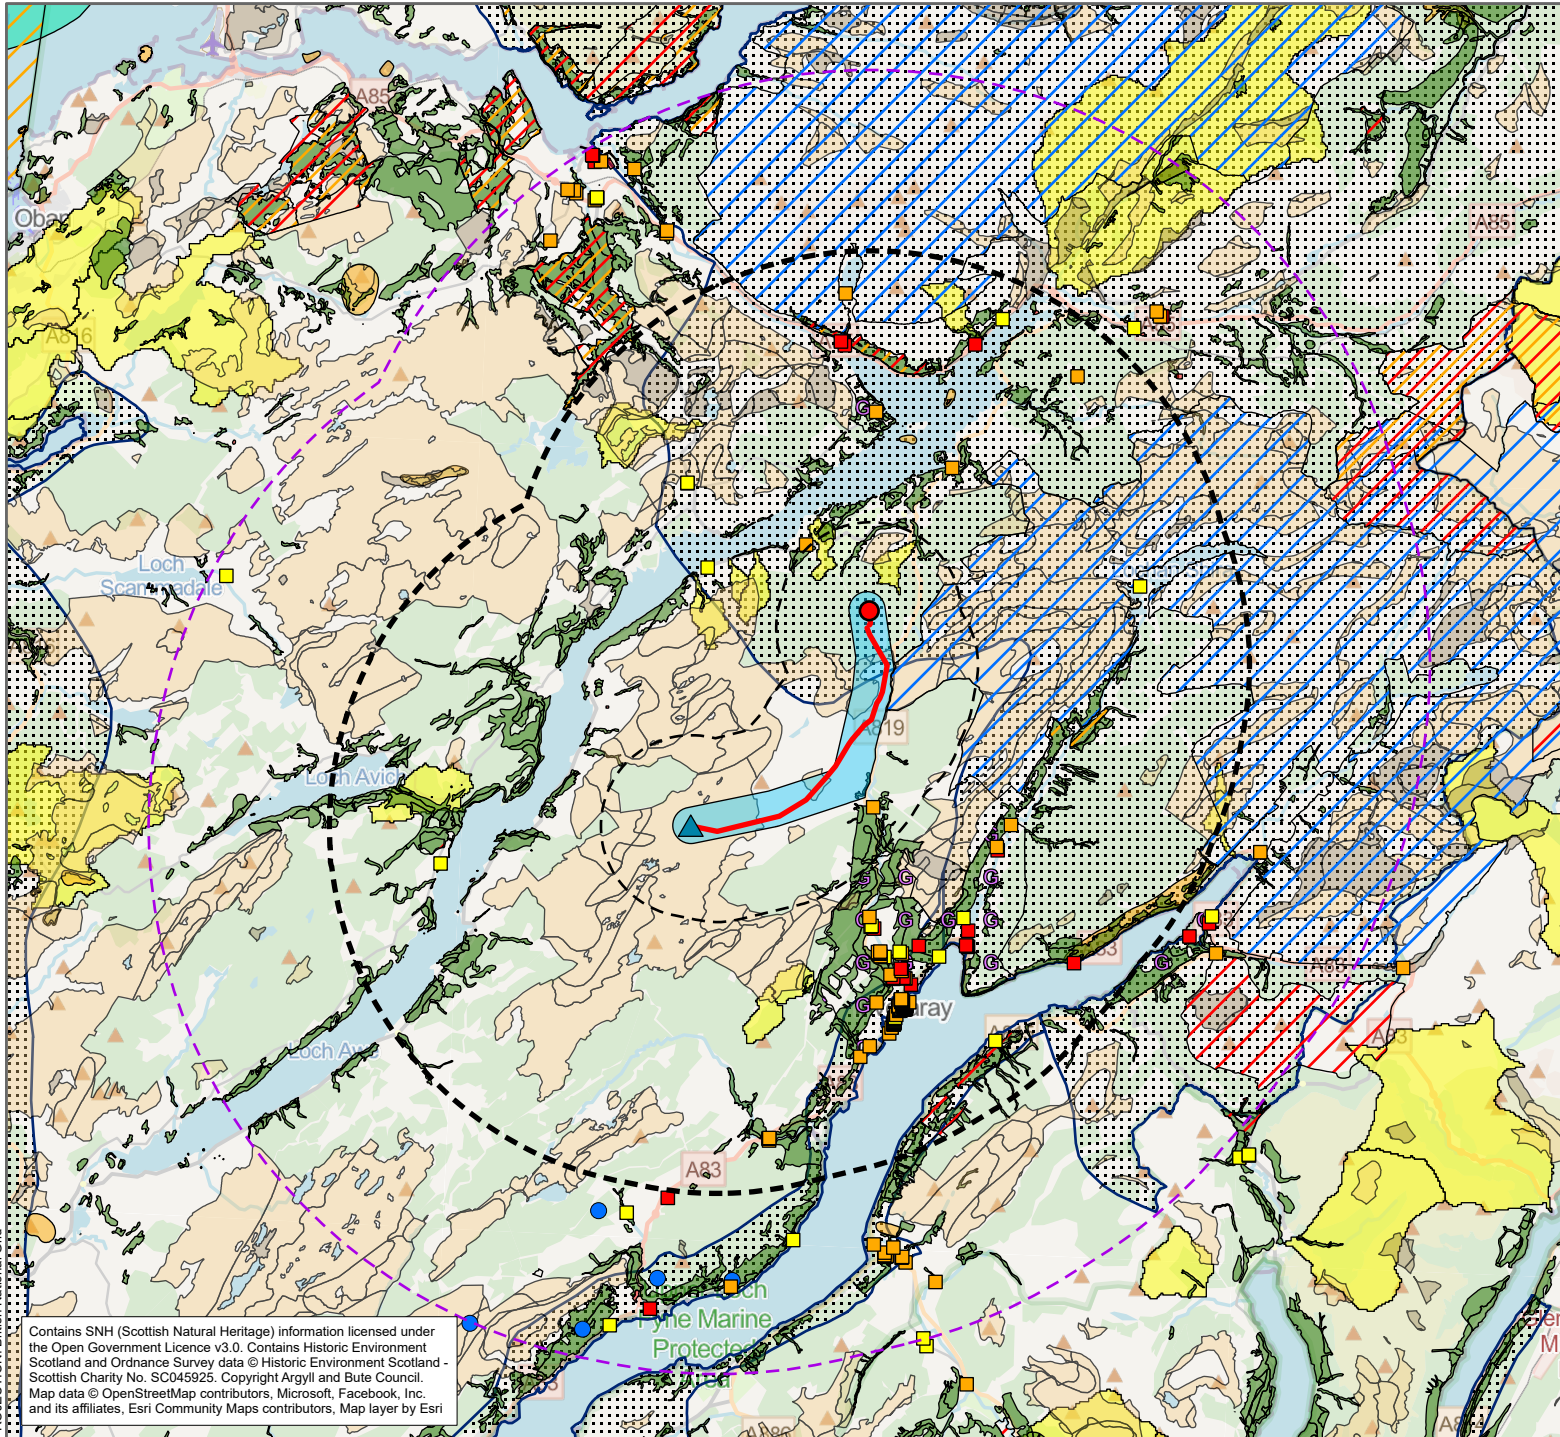 A85
Oban
A816
A85
G
Loch
Scammadale
A819
Loch Avich
G
G
G
G
G
G
G
G
G
G
A83
A83
Loch Awe
A83
A83
Fyne Marine
Contains SNH (Scottish Natural Heritage) information licensed under
the Open Government Licence v3.0. Contains Historic Environment
Scotland and Ordnance Survey data © Historic Environment Scotland -
Scottish Charity No. SC045925. Copyright Argyll and Bute Council.
Map data © OpenStreetMap contributors, Microsoft, Facebook, Inc.
and its affiliates, Esri Community Maps contributors, Map layer by Esri